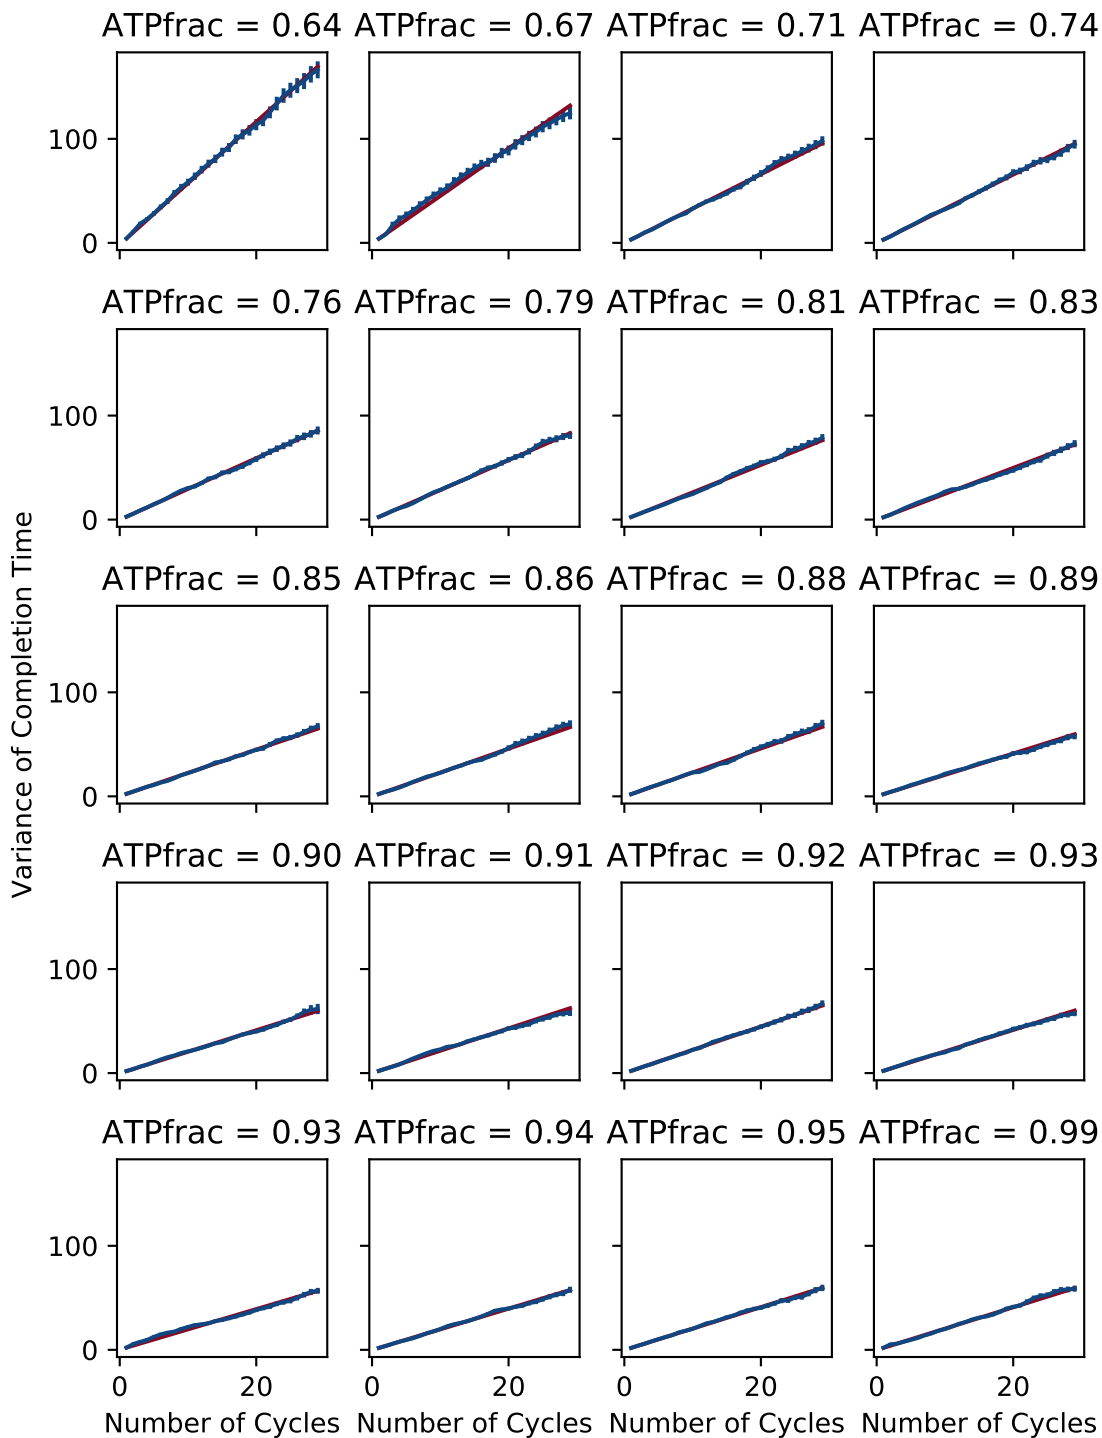 ATPfrac = 0.64 ATPfrac = 0.67 ATPfrac = 0.71 ATPfrac = 0.74
100
0
ATPfrac = 0.76 ATPfrac = 0.79 ATPfrac = 0.81 ATPfrac = 0.83
100
0
Variance of Completion Time
ATPfrac = 0.85 ATPfrac = 0.86 ATPfrac = 0.88 ATPfrac = 0.89
100
0
ATPfrac = 0.90 ATPfrac = 0.91 ATPfrac = 0.92 ATPfrac = 0.93
100
0
ATPfrac = 0.93 ATPfrac = 0.94 ATPfrac = 0.95 ATPfrac = 0.99
100
0
0 20 0 20 0 20 0 20
Number of Cycles Number of Cycles Number of Cycles Number of Cycles